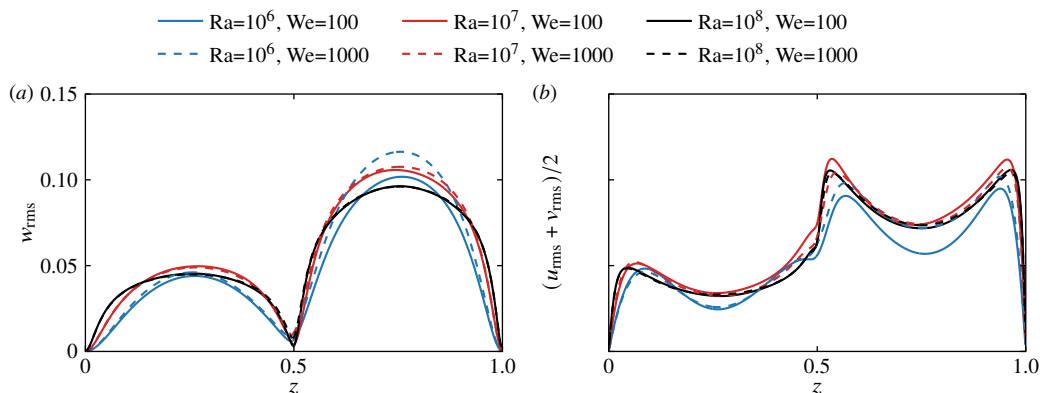 Ra=10⁶, We=100 Ra=10⁷, We=100 Ra=10⁸, We=100
Ra=10⁶, We=1000 Ra=10⁷, We=1000 Ra=10⁸, We=1000
(a) (b)
0.15
0.10
0.05
0
w_rms
(u_rms + v_rms)/2
0 0.5 1.0 0 0.5 1.0
z z